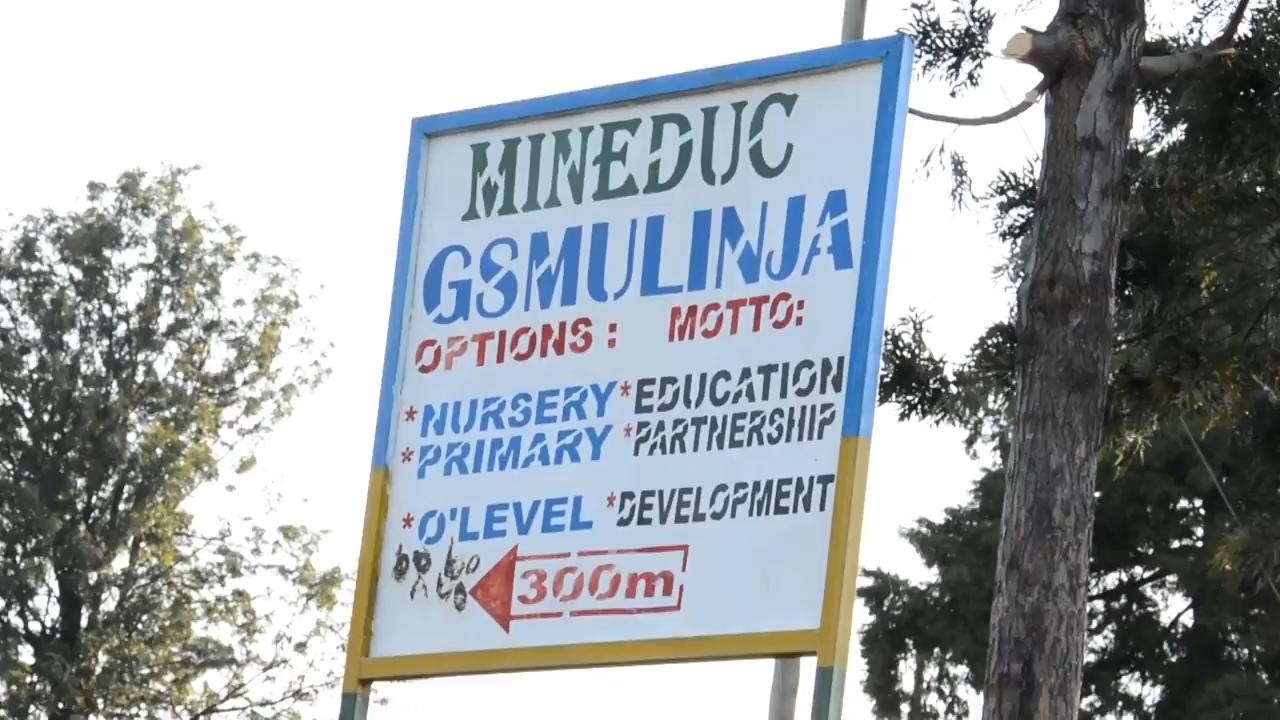 MINEDUC
GSMULINJA
OPTIONS : MOTTO:
*NURSERY *EDUCATION
*PRIMARY *PARTNERSHIP
*O'LEVEL *DEVELOPMENT
300m